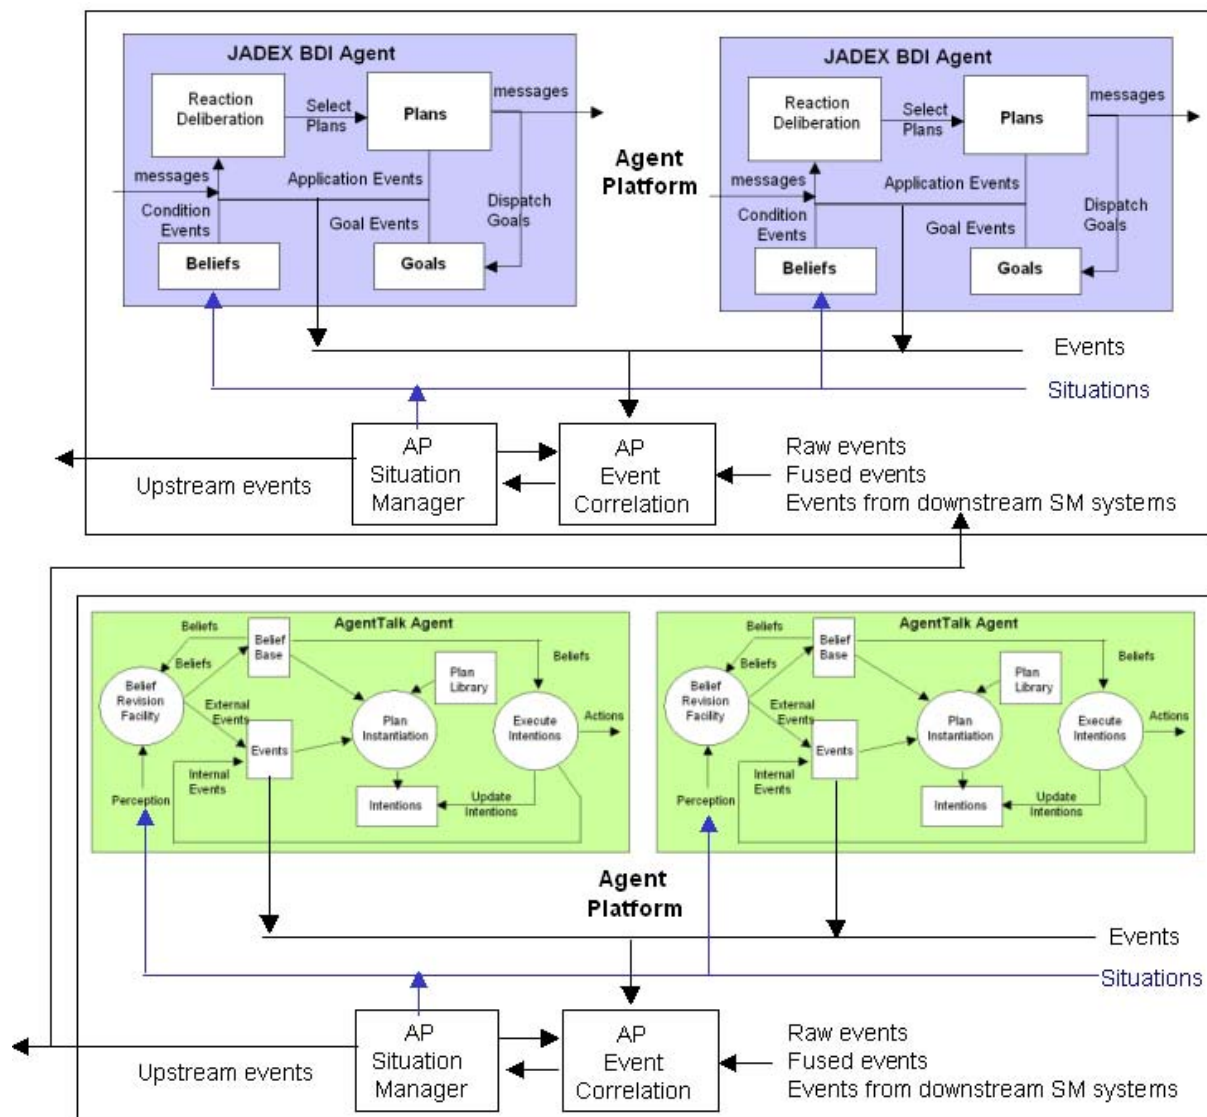 JADEX BDI Agent
Reaction
Deliberation
Select
Plans
Plans
messages
messages
Application Events
Condition
Events
Goal Events
Dispatch
Goals
Beliefs
Goals
Agent
Platform
JADEX BDI Agent
Reaction
Deliberation
Select
Plans
Plans
messages
messages
Application Events
Condition
Events
Goal Events
Dispatch
Goals
Beliefs
Goals
Events
Situations
AP
Situation
Manager
AP
Event
Correlation
Upstream events
Raw events
Fused events
Events from downstream SM systems
AgentTalk Agent
Beliefs
Belief
Base
Beliefs
Beliefs
Belief
Revision
Facility
Plan
Library
External
Events
Plan
Instantiation
Execute
Intentions
Actions
Events
Internal
Events
Perception
Intentions
Update
Intentions
AgentTalk Agent
Beliefs
Belief
Base
Beliefs
Beliefs
Belief
Revision
Facility
Plan
Library
External
Events
Plan
Instantiation
Execute
Intentions
Actions
Events
Internal
Events
Perception
Intentions
Update
Intentions
Agent
Platform
Events
Situations
AP
Situation
Manager
AP
Event
Correlation
Upstream events
Raw events
Fused events
Events from downstream SM systems